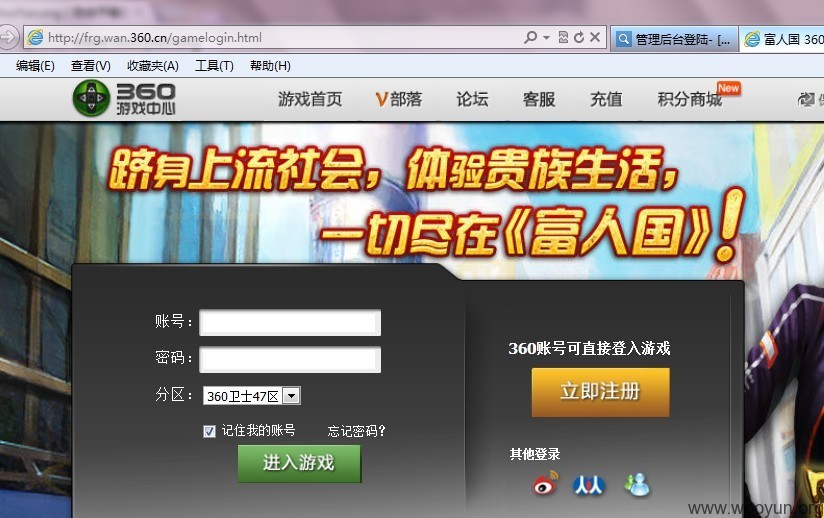 http://frg.wan.360.cn/gamelogin.html
管理后台登陆- [...
富人国 360
编辑(E) 查看(V) 收藏夹(A) 工具(T) 帮助(H)
360
游戏中心
游戏首页 V部落 论坛 客服 充值 积分商城 New
跻身上流社会，体验贵族生活，
一切尽在《富人国》！
账号：
密码：
分区： 360卫士47区
记住我的账号 忘记密码?
进入游戏
360账号可直接登入游戏
立即注册
其他登录
www.wooyun.org